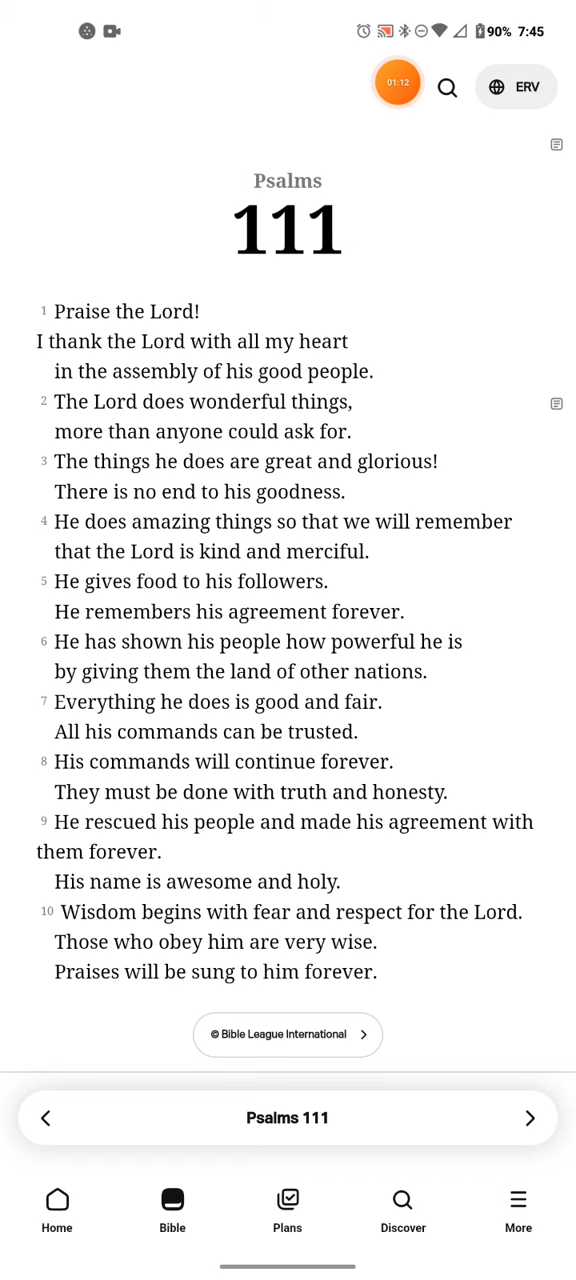 90% 7:45
01:12
ERV
Psalms
111
1 Praise the Lord!
I thank the Lord with all my heart
in the assembly of his good people.
2 The Lord does wonderful things,
more than anyone could ask for.
3 The things he does are great and glorious!
There is no end to his goodness.
4 He does amazing things so that we will remember
that the Lord is kind and merciful.
5 He gives food to his followers.
He remembers his agreement forever.
6 He has shown his people how powerful he is
by giving them the land of other nations.
7 Everything he does is good and fair.
All his commands can be trusted.
8 His commands will continue forever.
They must be done with truth and honesty.
9 He rescued his people and made his agreement with
them forever.
His name is awesome and holy.
10 Wisdom begins with fear and respect for the Lord.
Those who obey him are very wise.
Praises will be sung to him forever.
© Bible League International
Psalms 111
Home Bible Plans Discover More